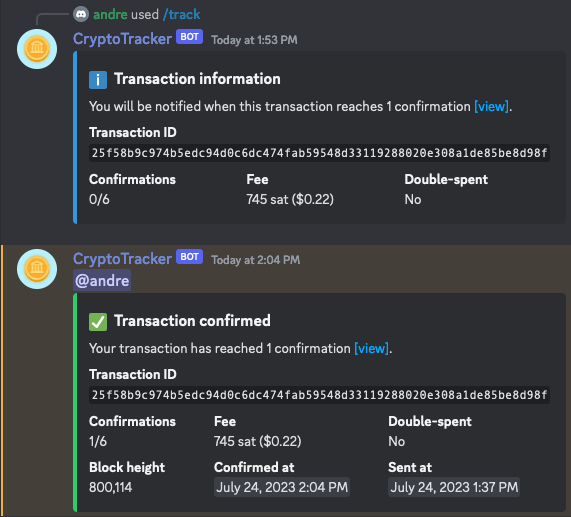 andre used /track
CryptoTracker BOT Today at 1:53 PM
Transaction information
You will be notified when this transaction reaches 1 confirmation [view].
Transaction ID
25f58b9c974b5edc94d0c6dc474fab59548d33119288020e308a1de85be8d98f
Confirmations Fee Double-spent
0/6 745 sat ($0.22) No
CryptoTracker BOT Today at 2:04 PM
@andre
Transaction confirmed
Your transaction has reached 1 confirmation [view].
Transaction ID
25f58b9c974b5edc94d0c6dc474fab59548d33119288020e308a1de85be8d98f
Confirmations Fee Double-spent
1/6 745 sat ($0.22) No
Block height Confirmed at Sent at
800,114 July 24, 2023 2:04 PM July 24, 2023 1:37 PM